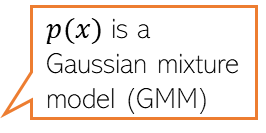 p(x) is a
Gaussian mixture
model (GMM)